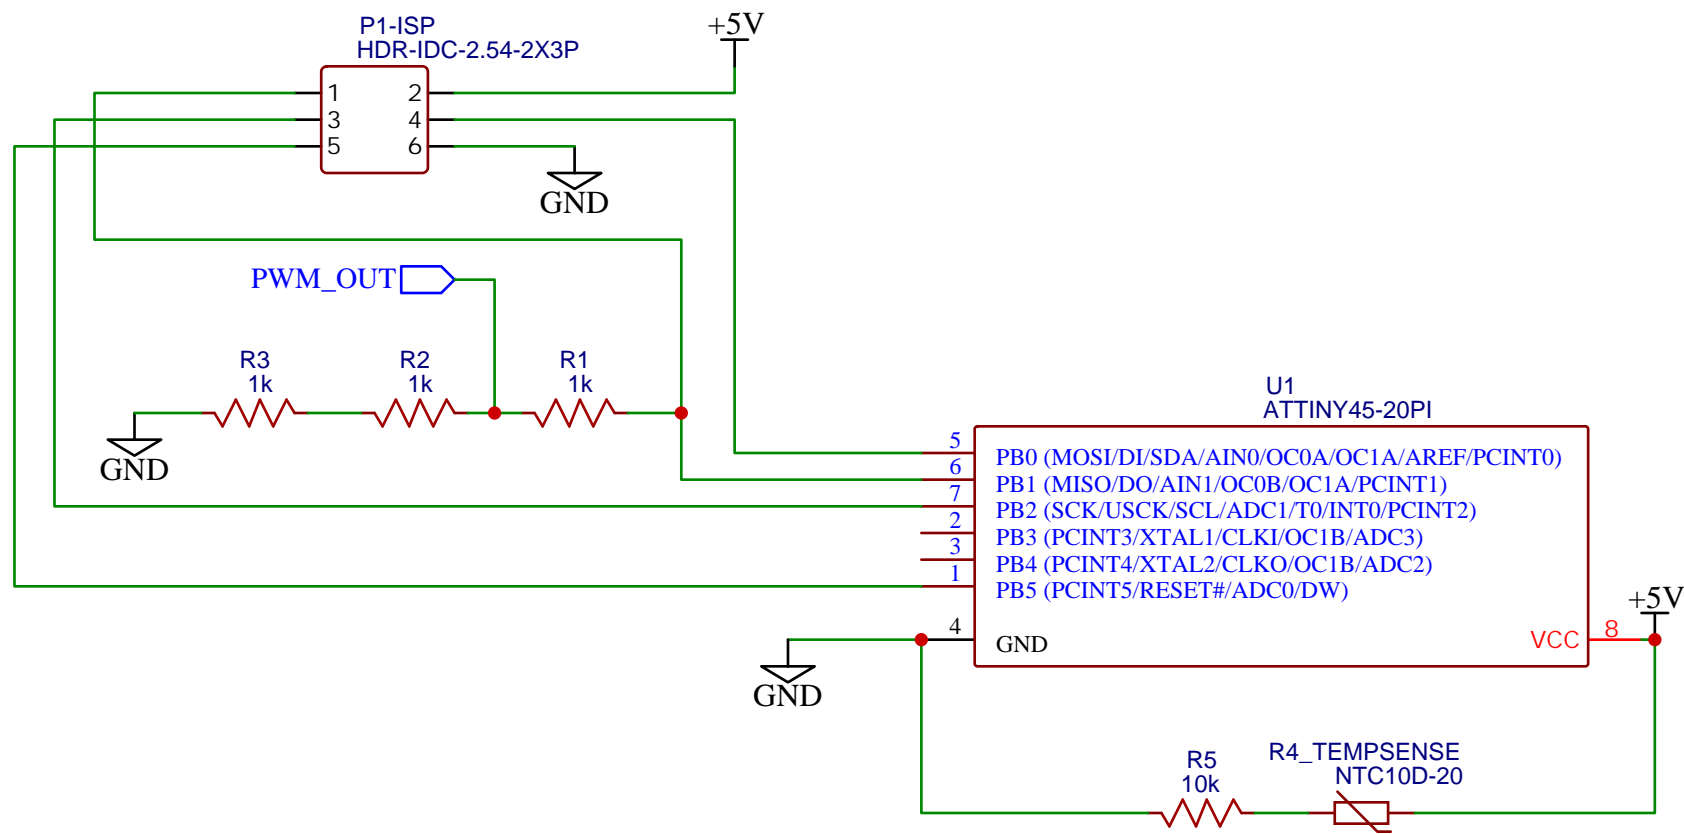 P1-ISP
HDR-IDC-2.54-2X3P
+5V
1 2
3 4
5 6
GND
PWM_OUT
R3
1k
R2
1k
R1
1k
GND
U1
ATTINY45-20PI
5 PB0 (MOSI/DI/SDA/AIN0/OC0A/OC1A/AREF/PCINT0)
6 PB1 (MISO/DO/AIN1/OC0B/OC1A/PCINT1)
7 PB2 (SCK/USCK/SCL/ADC1/T0/INT0/PCINT2)
2 PB3 (PCINT3/XTAL1/CLKI/OC1B/ADC3)
3 PB4 (PCINT4/XTAL2/CLKO/OC1B/ADC2)
1 PB5 (PCINT5/RESET#/ADC0/DW)
4 GND
VCC 8
+5V
GND
R5
10k
R4_TEMPSENSE
NTC10D-20